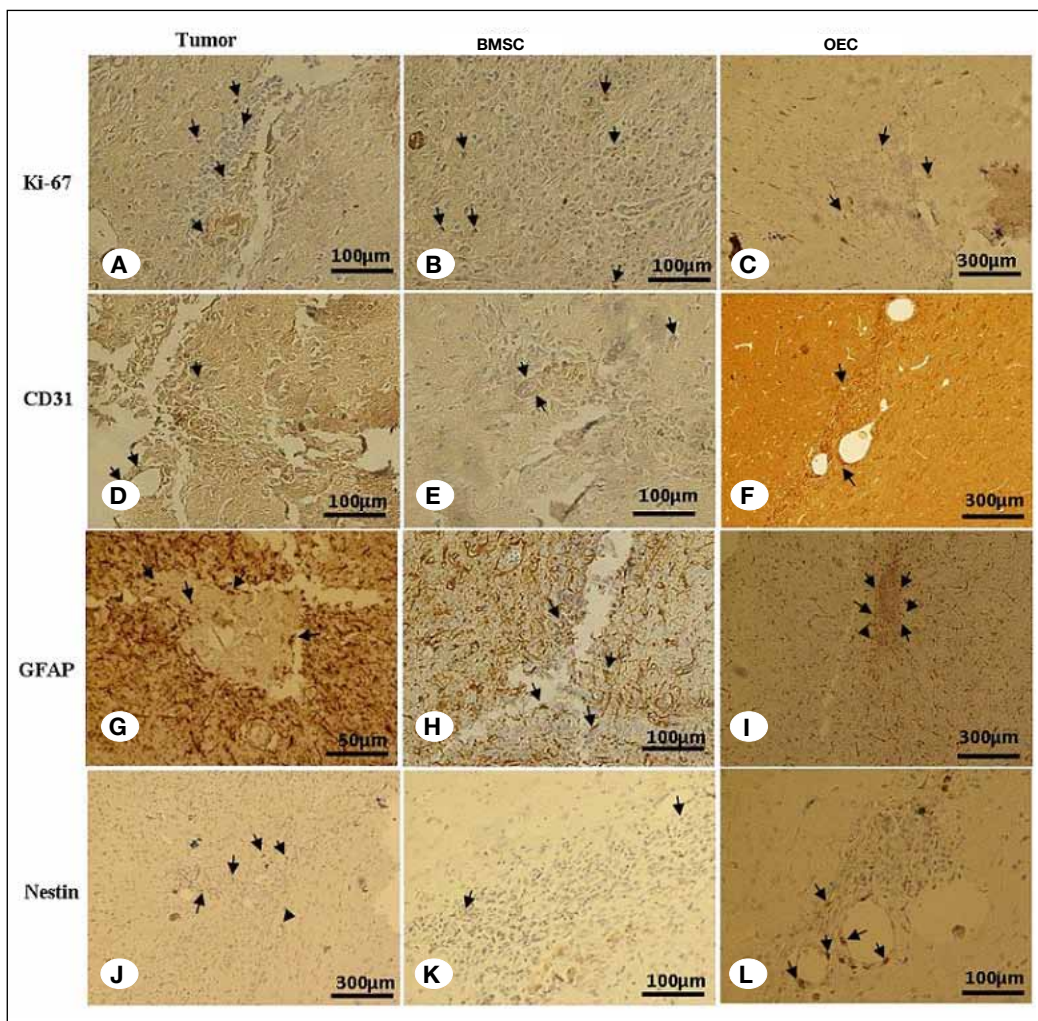 Tumor BMSC OEC
Ki-67
A 100μm B 100μm C 300μm
CD31
D 100μm E 100μm F 300μm
GFAP
G 50μm H 100μm I 300μm
Nestin
J 300μm K 100μm L 100μm